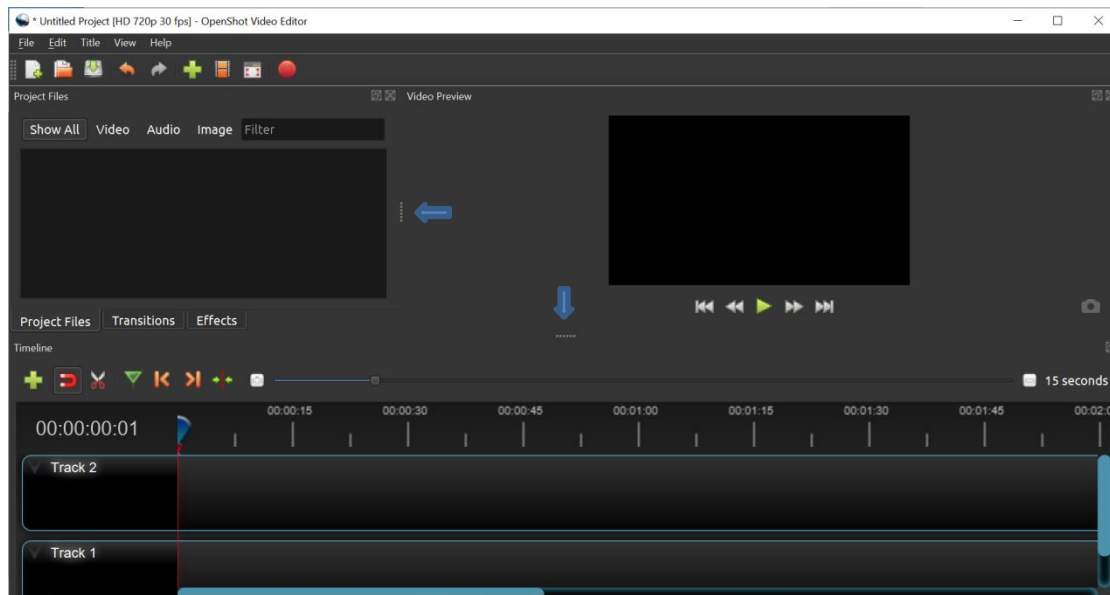 * Untitled Project [HD 720p 30 fps] - OpenShot Video Editor
File Edit Title View Help
Project Files
Video Preview
Show All Video Audio Image Filter
Project Files Transitions Effects
Timeline
15 seconds
00:00:00:01
00:00:15 00:00:30 00:00:45 00:01:00 00:01:15 00:01:30 00:01:45 00:02:0
Track 2
Track 1